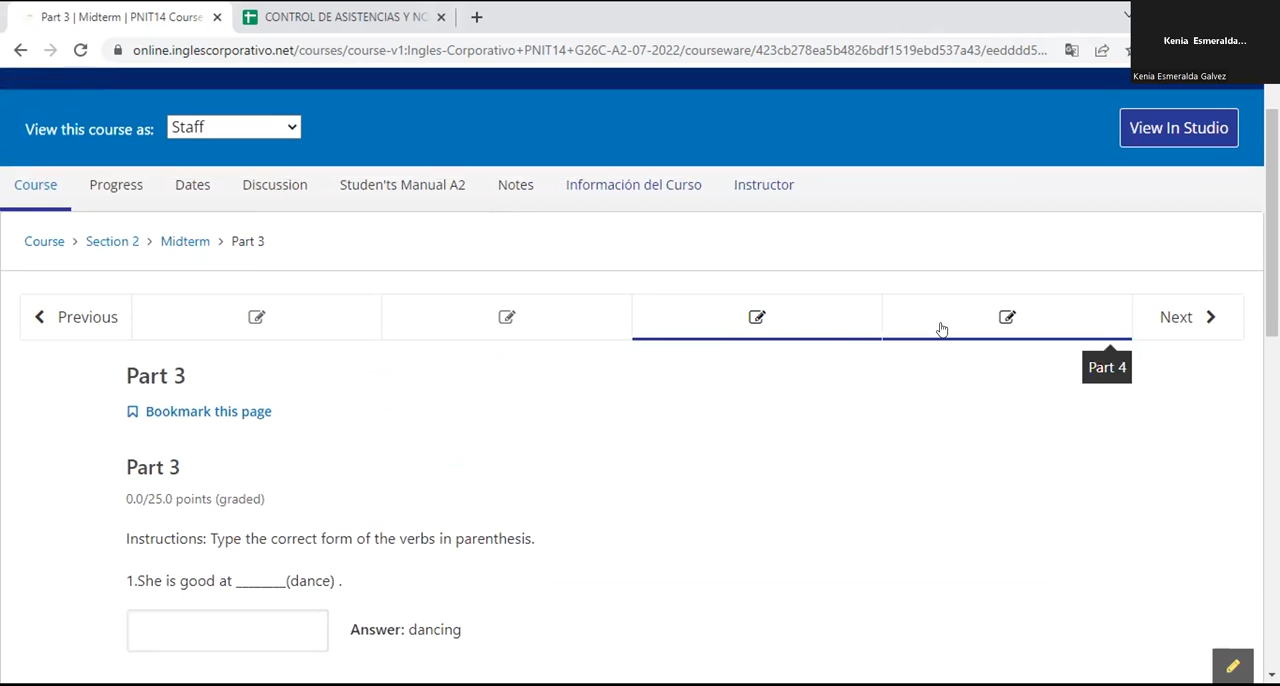 Part 3 | Midterm | PNIT14 Course
CONTROL DE ASISTENCIAS Y NO
online.inglescorporativo.net/courses/course-v1:Ingles-Corporativo+PNIT14+G26C-A2-07-2022/courseware/423cb278ea5b4826bdf1519ebd537a43/eedddd5...
Kenia Esmeralda...
Kenia Esmeralda Galvez
View this course as:
Staff
View In Studio
Course
Progress
Dates
Discussion
Studen'ts Manual A2
Notes
Información del Curso
Instructor
Course > Section 2 > Midterm > Part 3
Previous
Next
Part 4
Part 3
Bookmark this page
Part 3
0.0/25.0 points (graded)
Instructions: Type the correct form of the verbs in parenthesis.
1.She is good at _______(dance) .
Answer: dancing